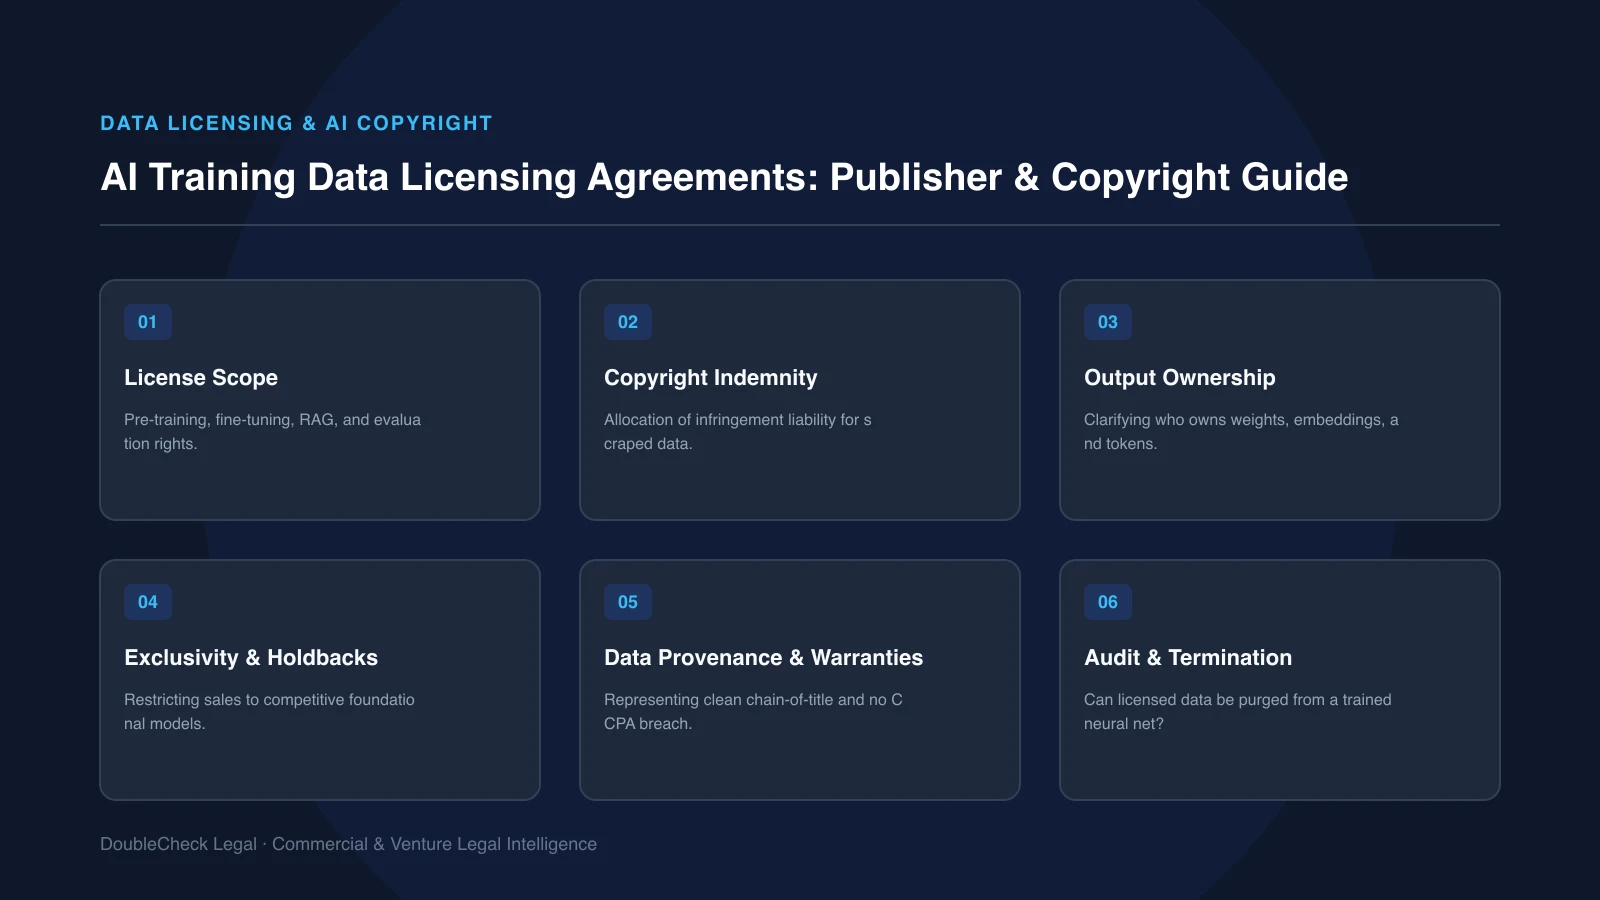 DATA LICENSING & AI COPYRIGHT
AI Training Data Licensing Agreements: Publisher & Copyright Guide
01
License Scope
Pre-training, fine-tuning, RAG, and evalua
tion rights.
02
Copyright Indemnity
Allocation of infringement liability for s
craped data.
03
Output Ownership
Clarifying who owns weights, embeddings, a
nd tokens.
04
Exclusivity & Holdbacks
Restricting sales to competitive foundatio
nal models.
05
Data Provenance & Warranties
Representing clean chain-of-title and no C
CPA breach.
06
Audit & Termination
Can licensed data be purged from a trained
neural net?
DoubleCheck Legal · Commercial & Venture Legal Intelligence